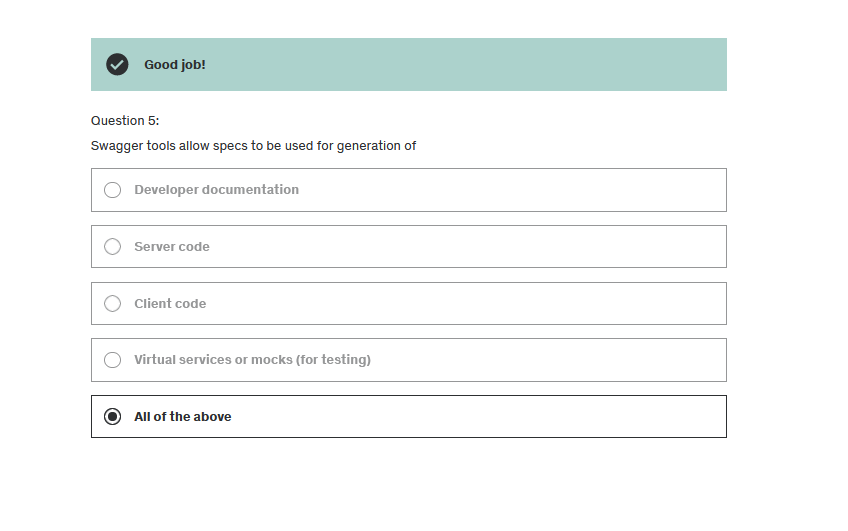 Good job!
Question 5:
Swagger tools allow specs to be used for generation of
Developer documentation
Server code
Client code
Virtual services or mocks (for testing)
All of the above